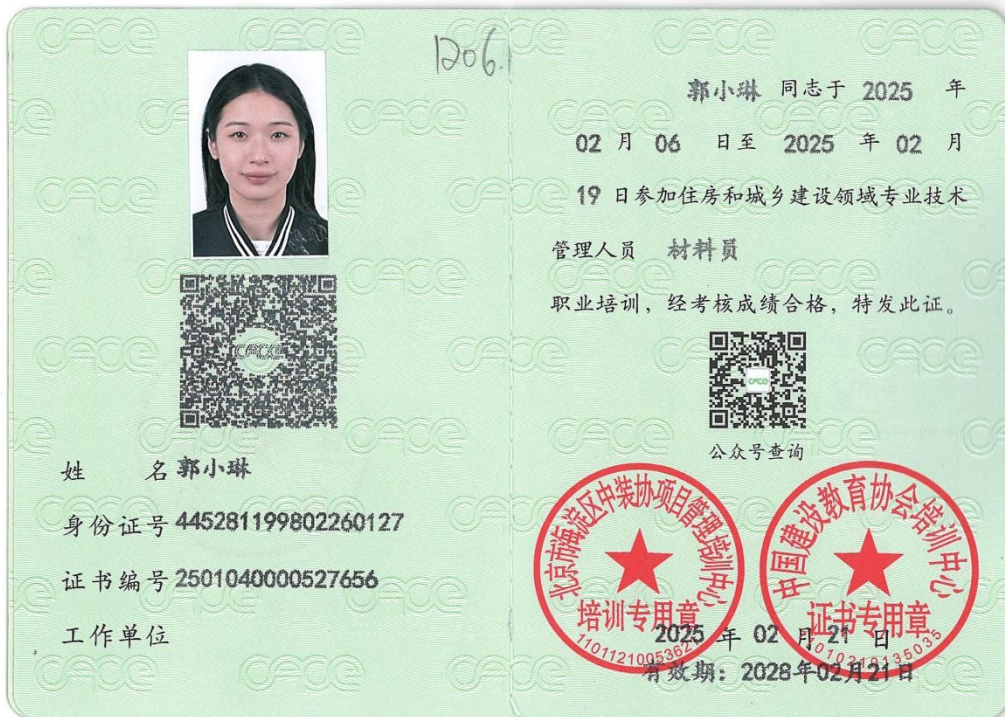 1206.
郭小琳 同志于 2025 年
02 月 06 日至 2025 年 02 月
19 日参加住房和城乡建设领域专业技术
管理人员 材料员
职业培训，经考核成绩合格，特发此证。
公众号查询
姓 名 郭小琳
身份证号 445281199802260127
证书编号 2501040000527656
工作单位
北京市海淀区中装协项目管理培训中心
培训专用章
中国建设教育协会培训中心
证书专用章
2025 年 02 月 21 日
有效期：2028年02月21日